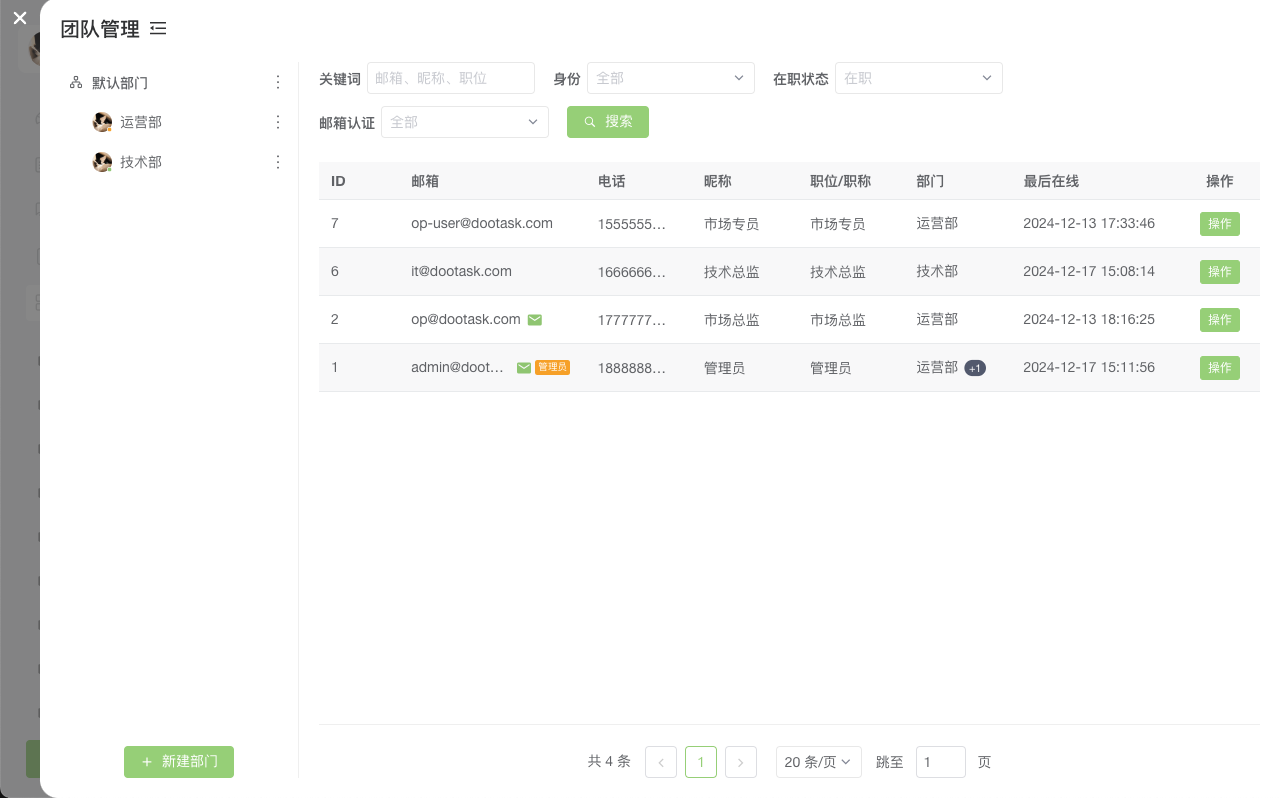 团队管理
默认部门
运营部
技术部
新建部门
关键词 邮箱、昵称、职位 身份 全部 在职状态 在职
邮箱认证 全部 搜索
ID 邮箱 电话 昵称 职位/职称 部门 最后在线 操作
7 op-user@dootask.com 1555555... 市场专员 市场专员 运营部 2024-12-13 17:33:46 操作
6 it@dootask.com 1666666... 技术总监 技术总监 技术部 2024-12-17 15:08:14 操作
2 op@dootask.com 1777777... 市场总监 市场总监 运营部 2024-12-13 18:16:25 操作
1 admin@doot... 管理员 1888888... 管理员 管理员 运营部 +1 2024-12-17 15:11:56 操作
共 4 条 1 20 条/页 跳至 1 页